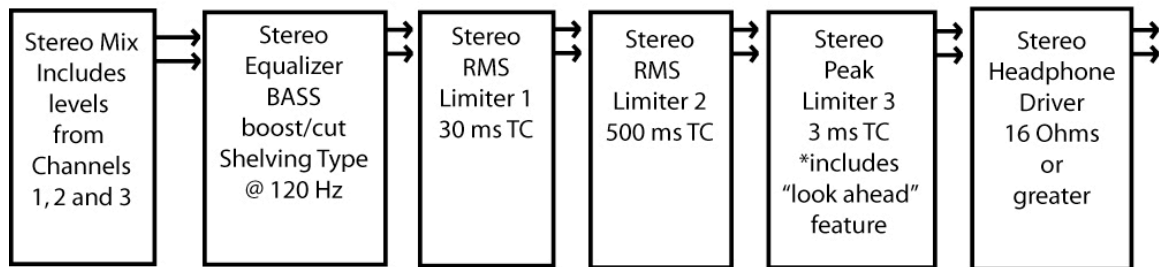 Stereo Mix
Includes
levels
from
Channels
1, 2 and 3
Stereo
Equalizer
BASS
boost/cut
Shelving Type
@ 120 Hz
Stereo
RMS
Limiter 1
30 ms TC
Stereo
RMS
Limiter 2
500 ms TC
Stereo
Peak
Limiter 3
3 ms TC
*includes
“look ahead”
feature
Stereo
Headphone
Driver
16 Ohms
or
greater